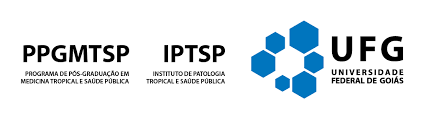 PPGMTSP
PROGRAMA DE PÓS-GRADUAÇÃO EM
MEDICINA TROPICAL E SAÚDE PÚBLICA
IPTSP
INSTITUTO DE PATOLOGIA
TROPICAL E SAÚDE PÚBLICA
UFG
UNIVERSIDADE
FEDERAL DE GOIÁS